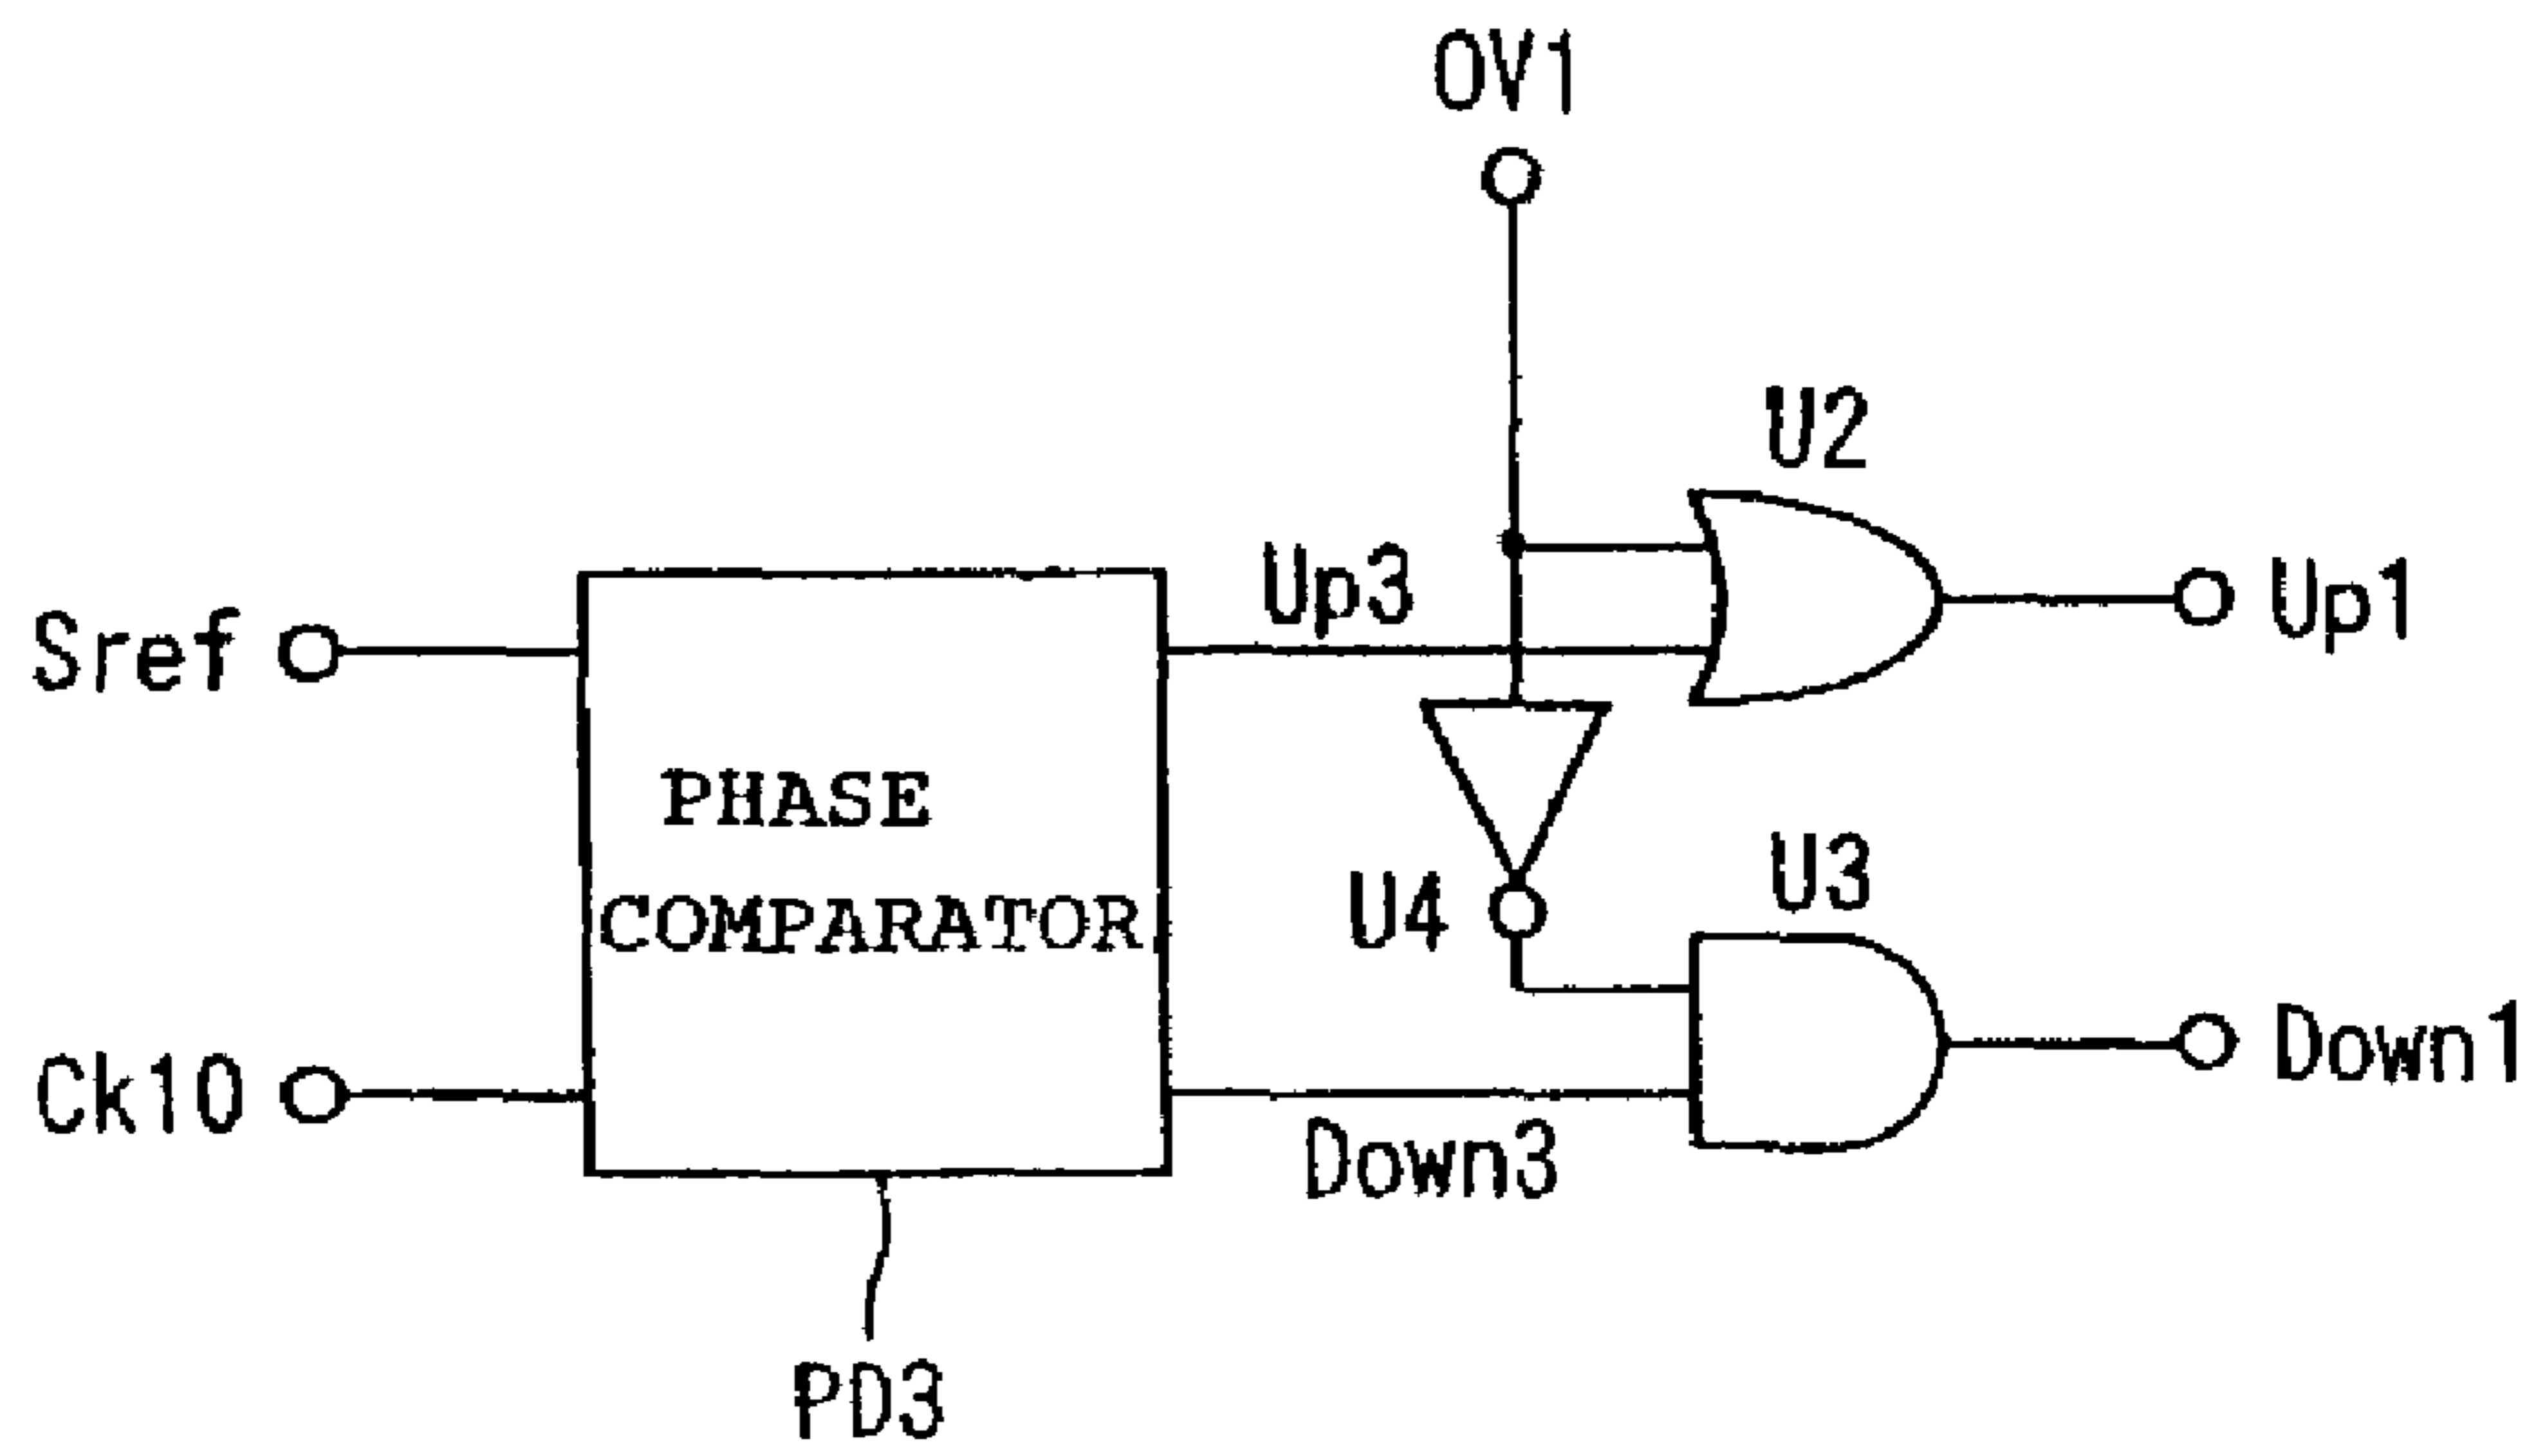 OV1
U2
Up3
Up1
Sref
PHASE
COMPARATOR
U4
U3
Ck10
Down1
Down3
PD3